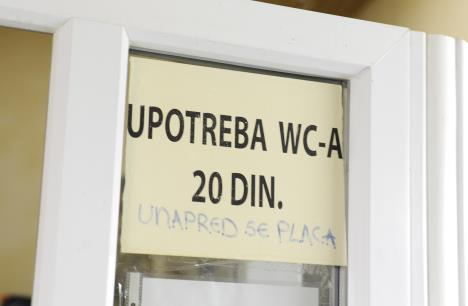 UPOTREBA WC-A
20 DIN.
UNAPRED SE PLAĆA